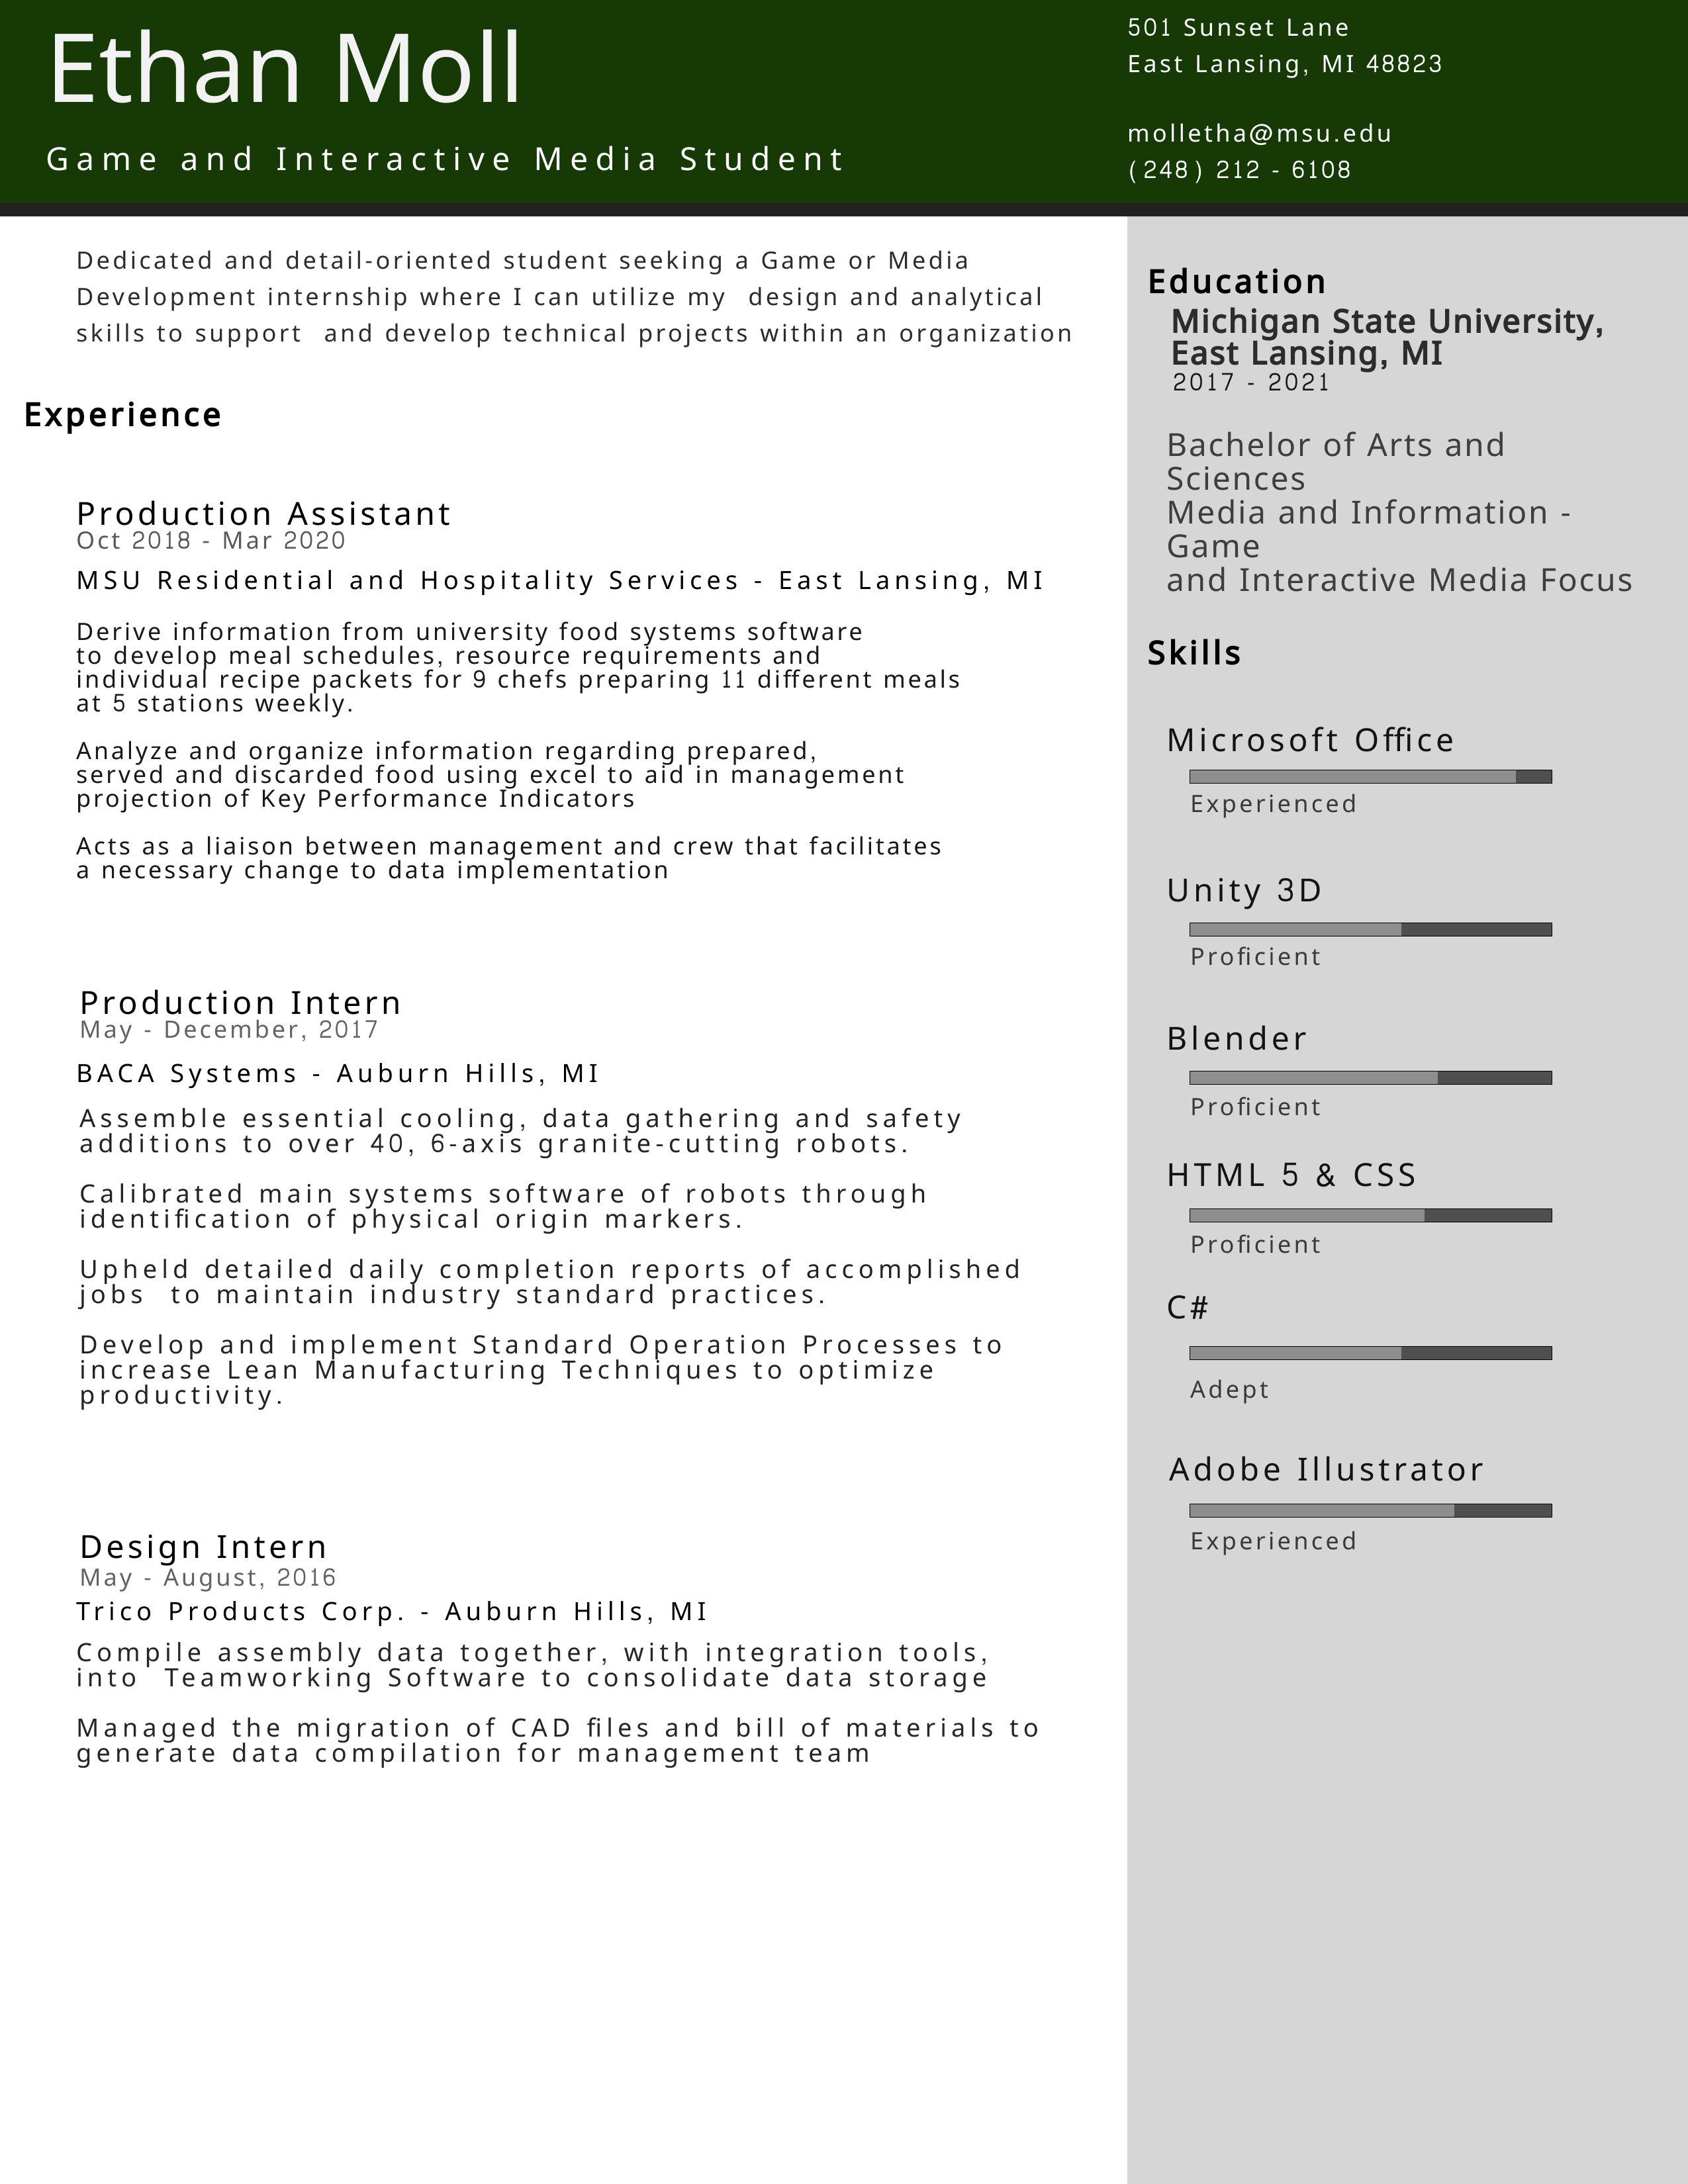 Ethan Moll
Game and Interactive Media Student
501 Sunset Lane
East Lansing, MI 48823
molletha@msu.edu
(248) 212 - 6108
Dedicated and detail-oriented student seeking a Game or Media
Development internship where I can utilize my  design and analytical
skills to support  and develop technical projects within an organization
Experience
Production Assistant
Oct 2018 - Mar 2020
MSU Residential and Hospitality Services - East Lansing, MI
Derive information from university food systems software
to develop meal schedules, resource requirements and
individual recipe packets for 9 chefs preparing 11 different meals
at 5 stations weekly.
Analyze and organize information regarding prepared,
served and discarded food using excel to aid in management
projection of Key Performance Indicators
Acts as a liaison between management and crew that facilitates
a necessary change to data implementation
Production Intern
May - December, 2017
BACA Systems - Auburn Hills, MI
Assemble essential cooling, data gathering and safety
additions to over 40, 6-axis granite-cutting robots.
Calibrated main systems software of robots through
identification of physical origin markers.
Upheld detailed daily completion reports of accomplished
jobs  to maintain industry standard practices.
Develop and implement Standard Operation Processes to
increase Lean Manufacturing Techniques to optimize
productivity.
Design Intern
May - August, 2016
Trico Products Corp. - Auburn Hills, MI
Compile assembly data together, with integration tools,
into  Teamworking Software to consolidate data storage
Managed the migration of CAD files and bill of materials to
generate data compilation for management team
Education
Michigan State University,
East Lansing, MI
2017 - 2021
Bachelor of Arts and
Sciences
Media and Information -
Game
and Interactive Media Focus
Skills
Microsoft Office
Experienced
Unity 3D
Proficient
Blender
Proficient
HTML 5 & CSS
Proficient
C#
Adept
Adobe Illustrator
Experienced